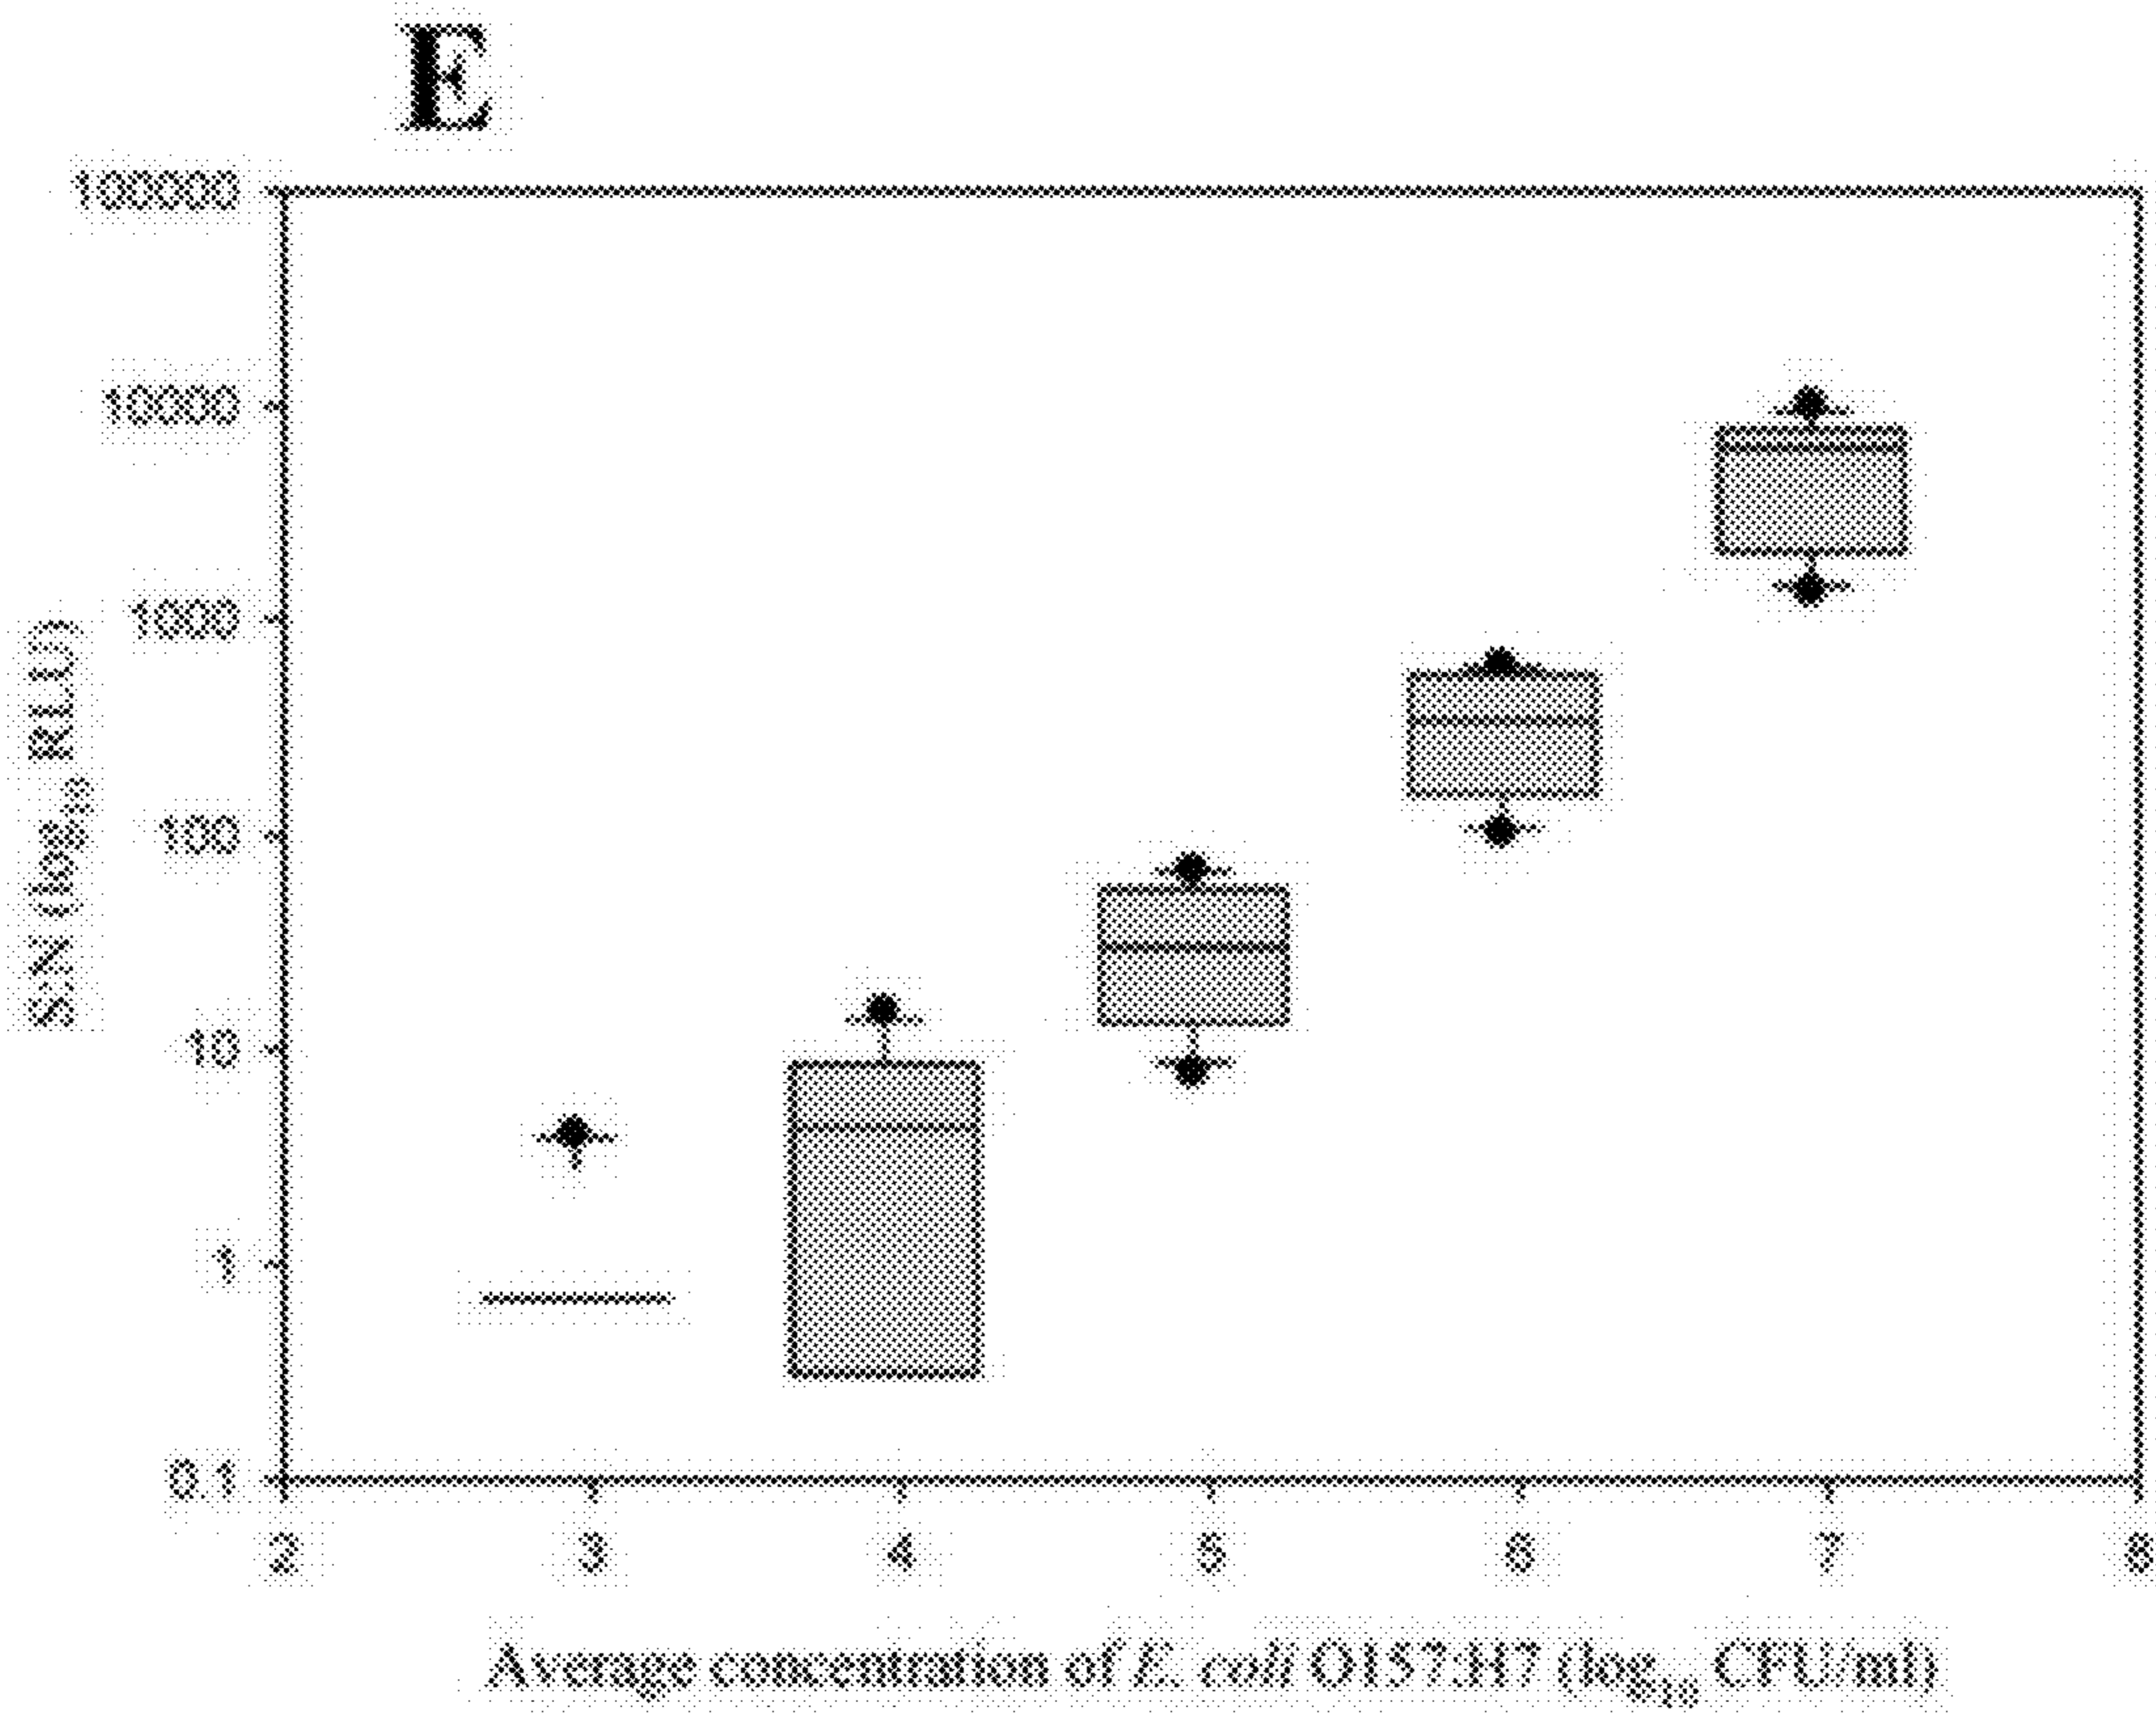 E
100000
10000
1000
100
10
1
0.1
S:N (log₁₀, RLU)
2 3 4 5 6 7 8
Average concentration of E. coli O157:H7 (log₁₀ CFU/ml)